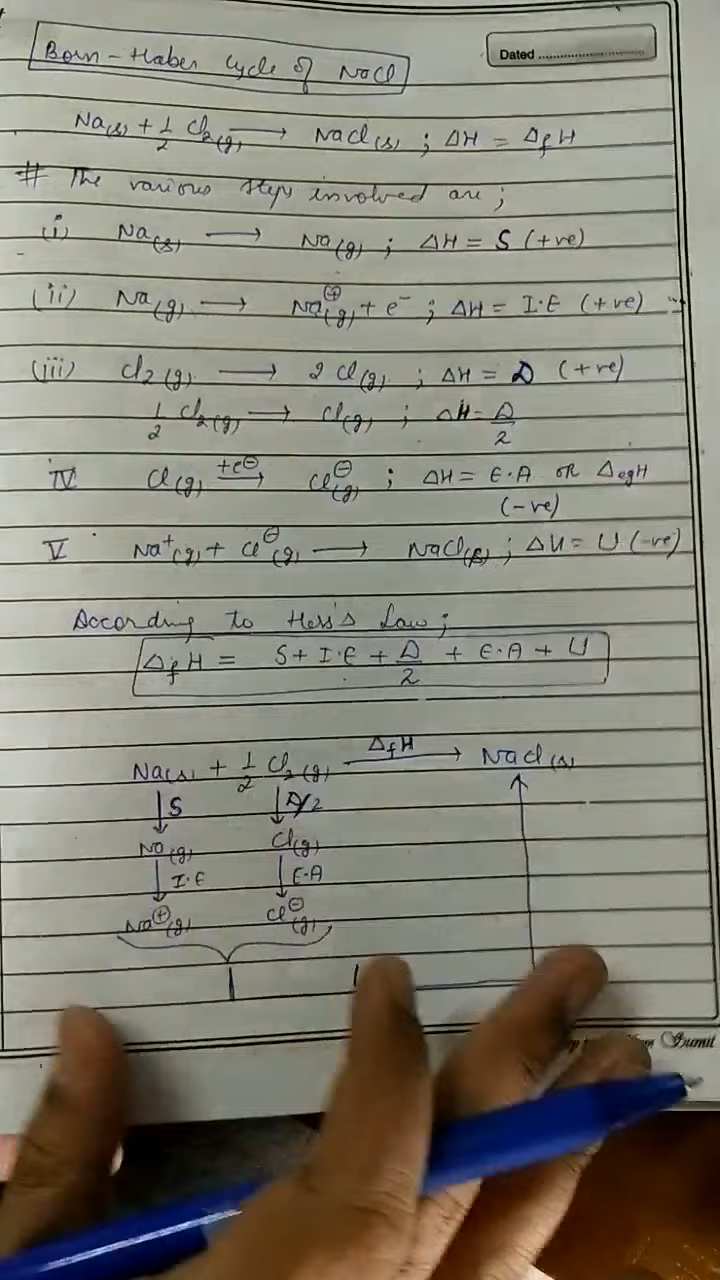 Born-Haber Cycle of NaCl
Dated
Na(s) + 1/2 Cl₂(g) ⟶ NaCl(s) ; ΔH = ΔfH
# The various steps involved are ;
(i) Na(s) ⟶ Na(g) ; ΔH = S (+ve)
(ii) Na(g) ⟶ Na⊕(g) + e⁻ ; ΔH = I·E (+ve)
(iii) Cl₂(g) ⟶ 2Cl(g) ; ΔH = D (+ve)
1/2 Cl₂(g) ⟶ Cl(g) ; ΔH = D/2
IV Cl(g) +e⊖⟶ Cl⊖(g) ; ΔH = E·A OR ΔegH
(-ve)
V Na⁺(g) + Cl⊖(g) ⟶ NaCl(s) ; ΔH = U (-ve)
According to Hess's Law ;
ΔfH = S + I·E + D/2 + E·A + U
Na(s) + 1/2 Cl₂(g) ΔfH⟶ NaCl(s)
↓S ↓D/2
Na(g) Cl(g)
↓I·E ↓E·A
Na⊕(g) Cl⊖(g)
Sumit